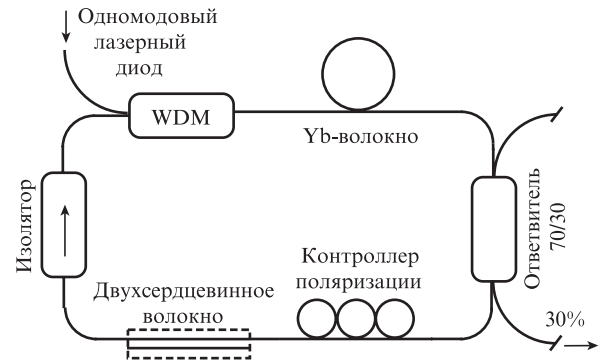 Одномодовый
лазерный
диод
WDM
Yb-волокно
Изолятор
Ответвитель
70/30
Контроллер
поляризации
Двухсердцевинное
волокно
30%